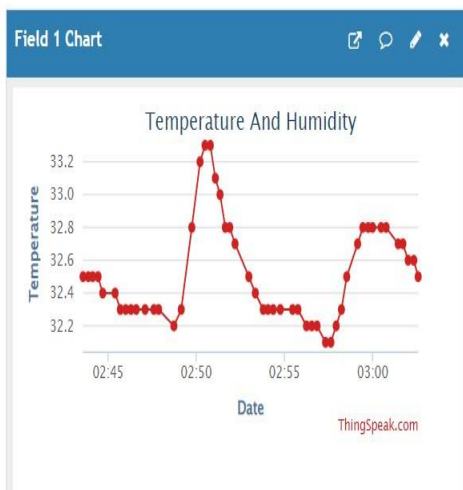 Field 1 Chart
Temperature And Humidity
Temperature
33.2
33.0
32.8
32.6
32.4
32.2
02:45 02:50 02:55 03:00
Date
ThingSpeak.com